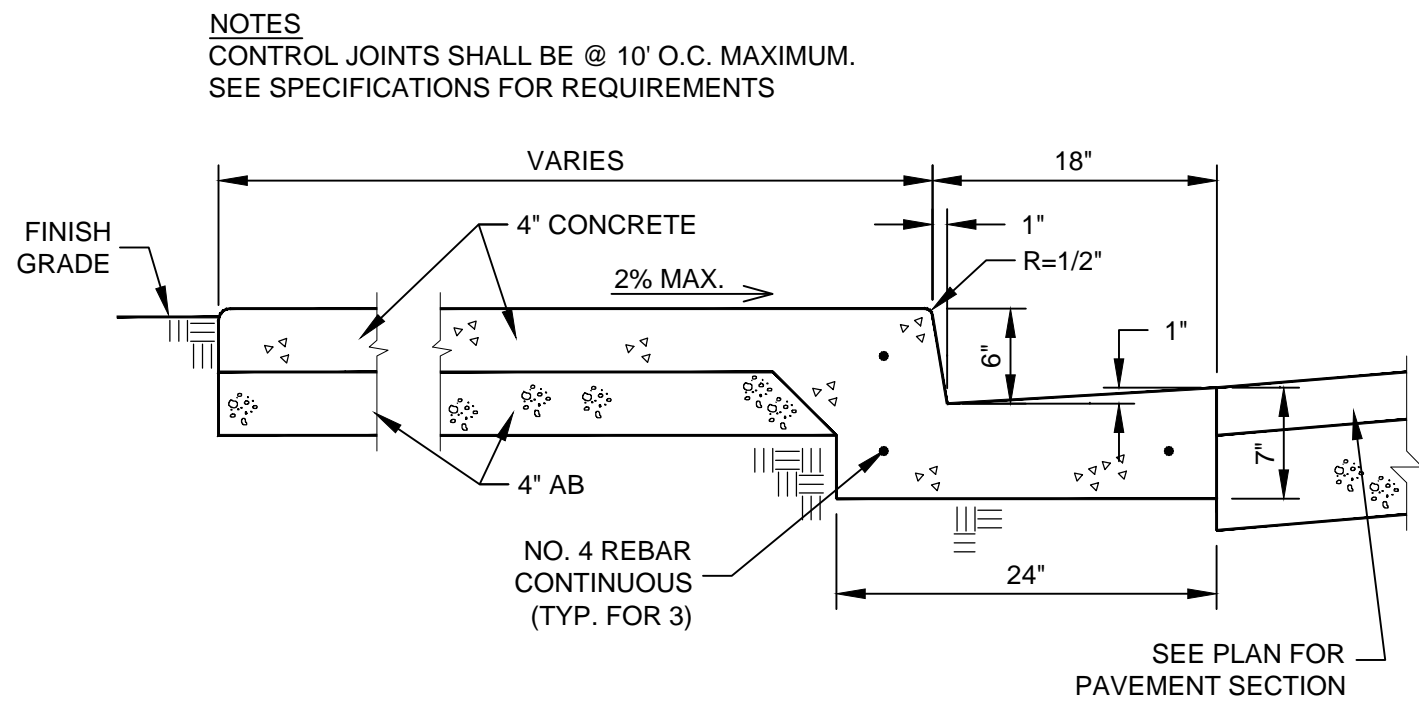 NOTES
CONTROL JOINTS SHALL BE @ 10' O.C. MAXIMUM.
SEE SPECIFICATIONS FOR REQUIREMENTS
VARIES
18"
FINISH
GRADE
4" CONCRETE
1"
R=1/2"
2% MAX.
6"
1"
7"
4" AB
NO. 4 REBAR
CONTINUOUS
(TYP. FOR 3)
24"
SEE PLAN FOR
PAVEMENT SECTION